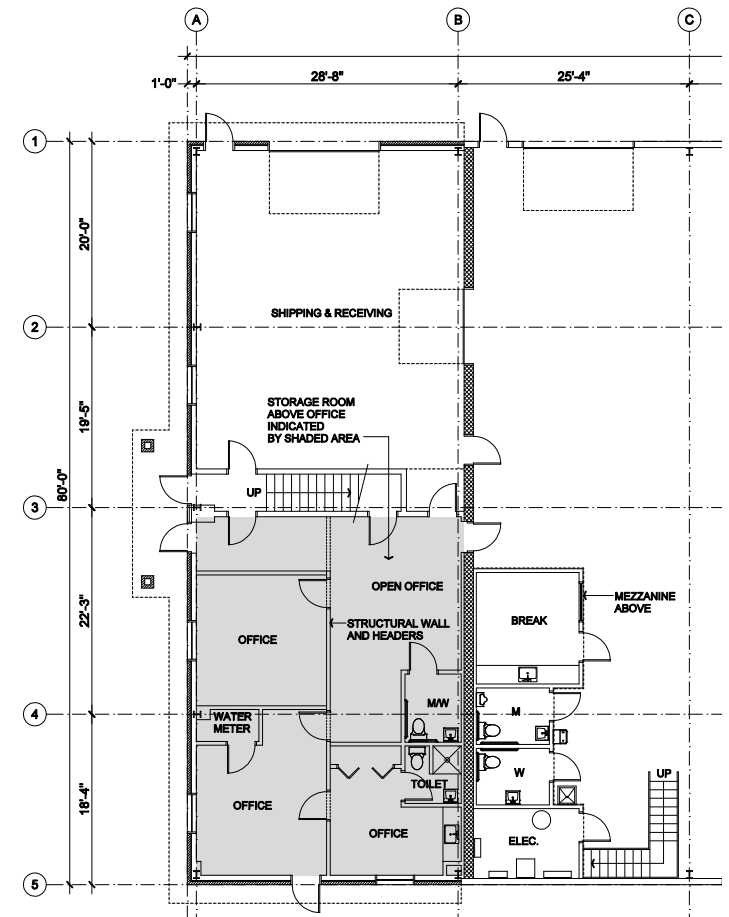 A
B
C
1'-0"
28'-8"
25'-4"
1
20'-0"
SHIPPING & RECEIVING
2
STORAGE ROOM
ABOVE OFFICE
INDICATED
BY SHADED AREA
19'-5"
80'-0"
UP
3
OPEN OFFICE
22'-3"
BREAK
MEZZANINE
ABOVE
STRUCTURAL WALL
AND HEADERS
OFFICE
M/W
M
WATER
METER
4
W
UP
TOILET
18'-4"
OFFICE
OFFICE
ELEC.
5